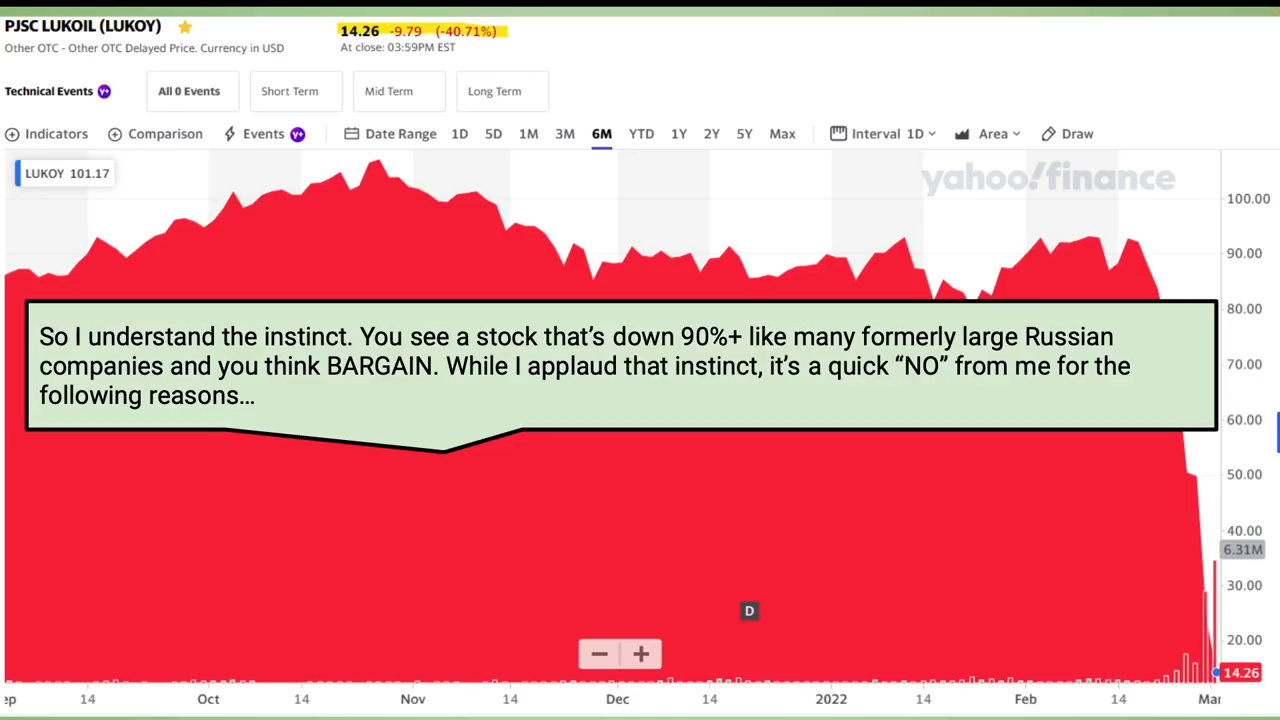 PJSC LUKOIL (LUKOY)
14.26 -9.79 (-40.71%)
Other OTC - Other OTC Delayed Price. Currency in USD
At close: 03:59PM EST
Technical Events Y+ All 0 Events Short Term Mid Term Long Term
Indicators Comparison Events Y+ Date Range 1D 5D 1M 3M 6M YTD 1Y 2Y 5Y Max Interval 1D Area Draw
LUKOY 101.17
yahoo!finance
100.00
90.00
80.00
So I understand the instinct. You see a stock that’s down 90%+ like many formerly large Russian
companies and you think BARGAIN. While I applaud that instinct, it’s a quick “NO” from me for the
following reasons…
70.00
60.00
50.00
40.00
6.31M
30.00
D
20.00
14.26
ep 14 Oct 14 Nov 14 Dec 14 2022 14 Feb 14 Mar